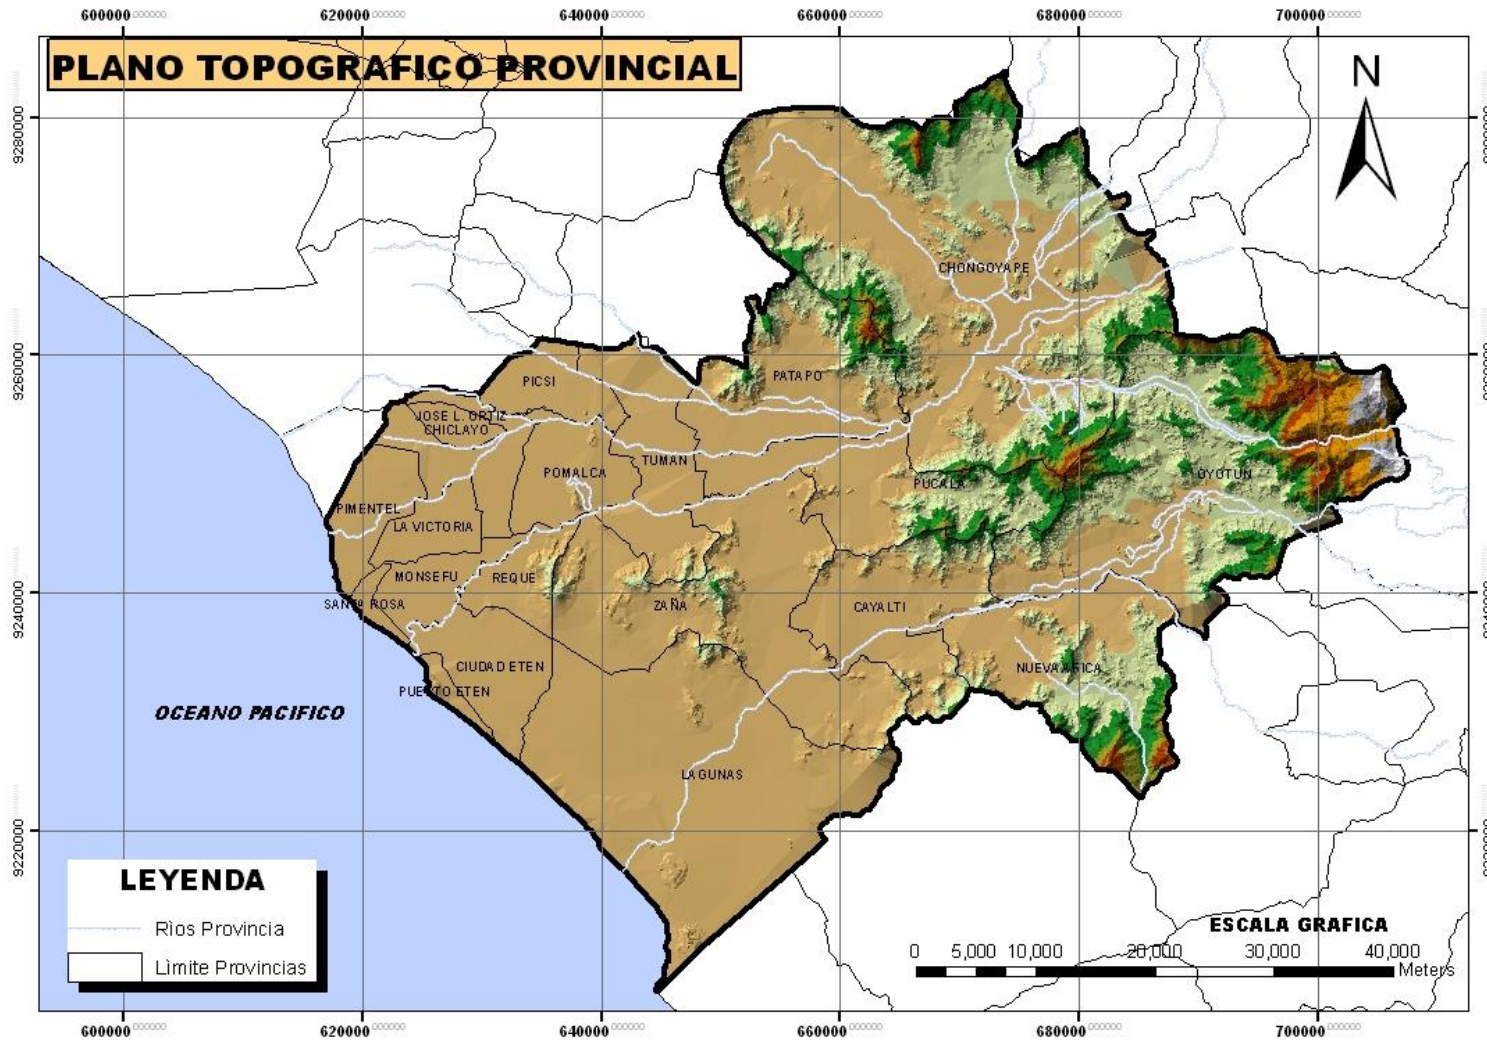 600000 620000 640000 660000 680000 700000
PLANO TOPOGRAFICO PROVINCIAL
N
9280000
CHONGOYAPE
9260000
PATAPO
PICSI
JOSE L. ORTIZ
CHICLAYO
TUMAN
POMALCA
PUCALA
OYOTUN
PIMENTEL
LA VICTORIA
MONSEFU
REQUE
9240000
SANTA ROSA
ZAÑA
CAYALTI
CIUDAD ETEN
NUEVA ARICA
PUERTO ETEN
OCEANO PACIFICO
LAGUNAS
9220000
LEYENDA
Rìos Provincia
Lìmite Provincias
ESCALA GRAFICA
0 5,000 10,000 20,000 30,000 40,000
Meters
600000 620000 640000 660000 680000 700000